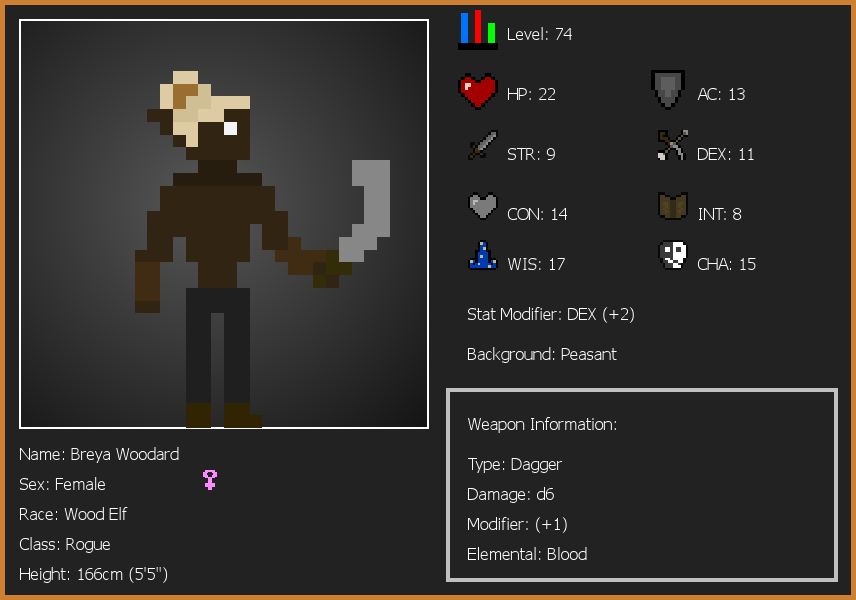 Level: 74
HP: 22
AC: 13
STR: 9
DEX: 11
CON: 14
INT: 8
WIS: 17
CHA: 15
Stat Modifier: DEX (+2)
Background: Peasant
Weapon Information:
Type: Dagger
Damage: d6
Modifier: (+1)
Elemental: Blood
Name: Breya Woodard
Sex: Female
Race: Wood Elf
Class: Rogue
Height: 166cm (5'5")